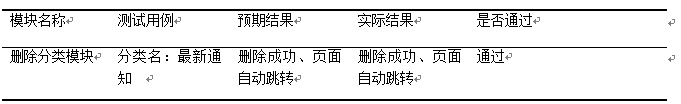 模块名称 测试用例 预期结果 实际结果 是否通过
删除分类模块 分类名：最新通 删除成功、页面 删除成功、页面 通过
知 自动跳转 自动跳转